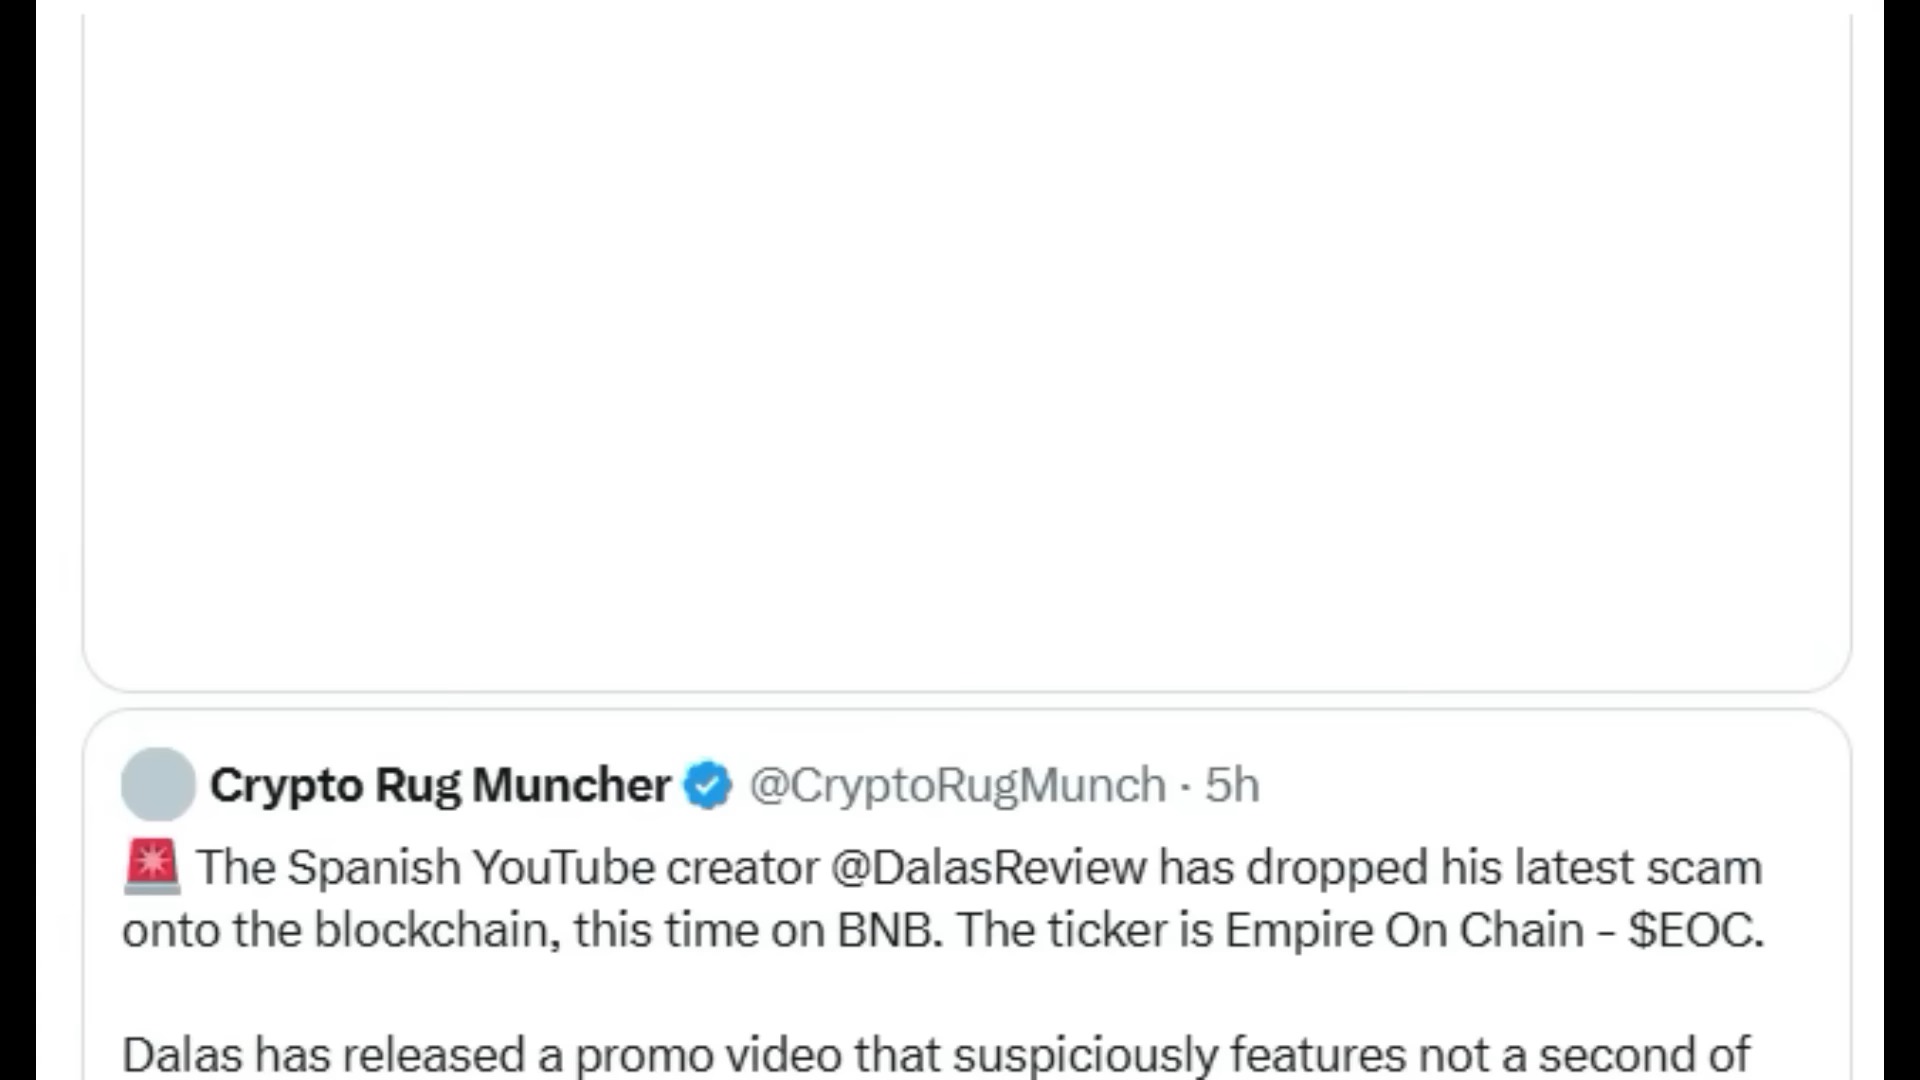 Crypto Rug Muncher @CryptoRugMunch · 5h
🚨 The Spanish YouTube creator @DalasReview has dropped his latest scam
onto the blockchain, this time on BNB. The ticker is Empire On Chain – $EOC.
Dalas has released a promo video that suspiciously features not a second of